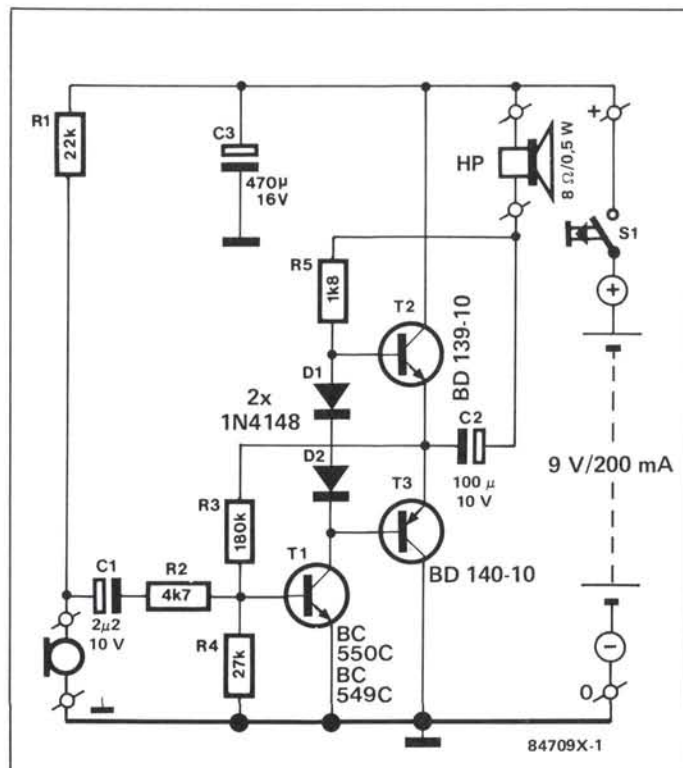 R1
22k
C3
470µ
16V
HP
8 Ω/0,5 W
+
S1
+
R5
1k8
T2
BD 139-10
D1
2x
1N4148
D2
C2
100 µ
10 V
9 V/200 mA
R3
180k
T3
BD 140-10
C1
2µ2
10 V
R2
4k7
T1
R4
27k
BC
550C
BC
549C
−
0
84709X-1